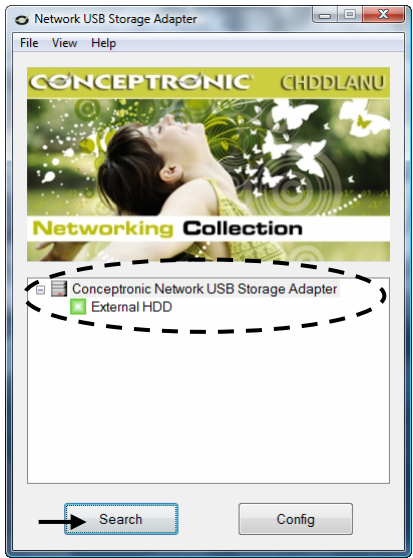 Network USB Storage Adapter
File View Help
CONCEPTRONIC CHDDLANU
Networking Collection
Conceptronic Network USB Storage Adapter
External HDD
Search Config